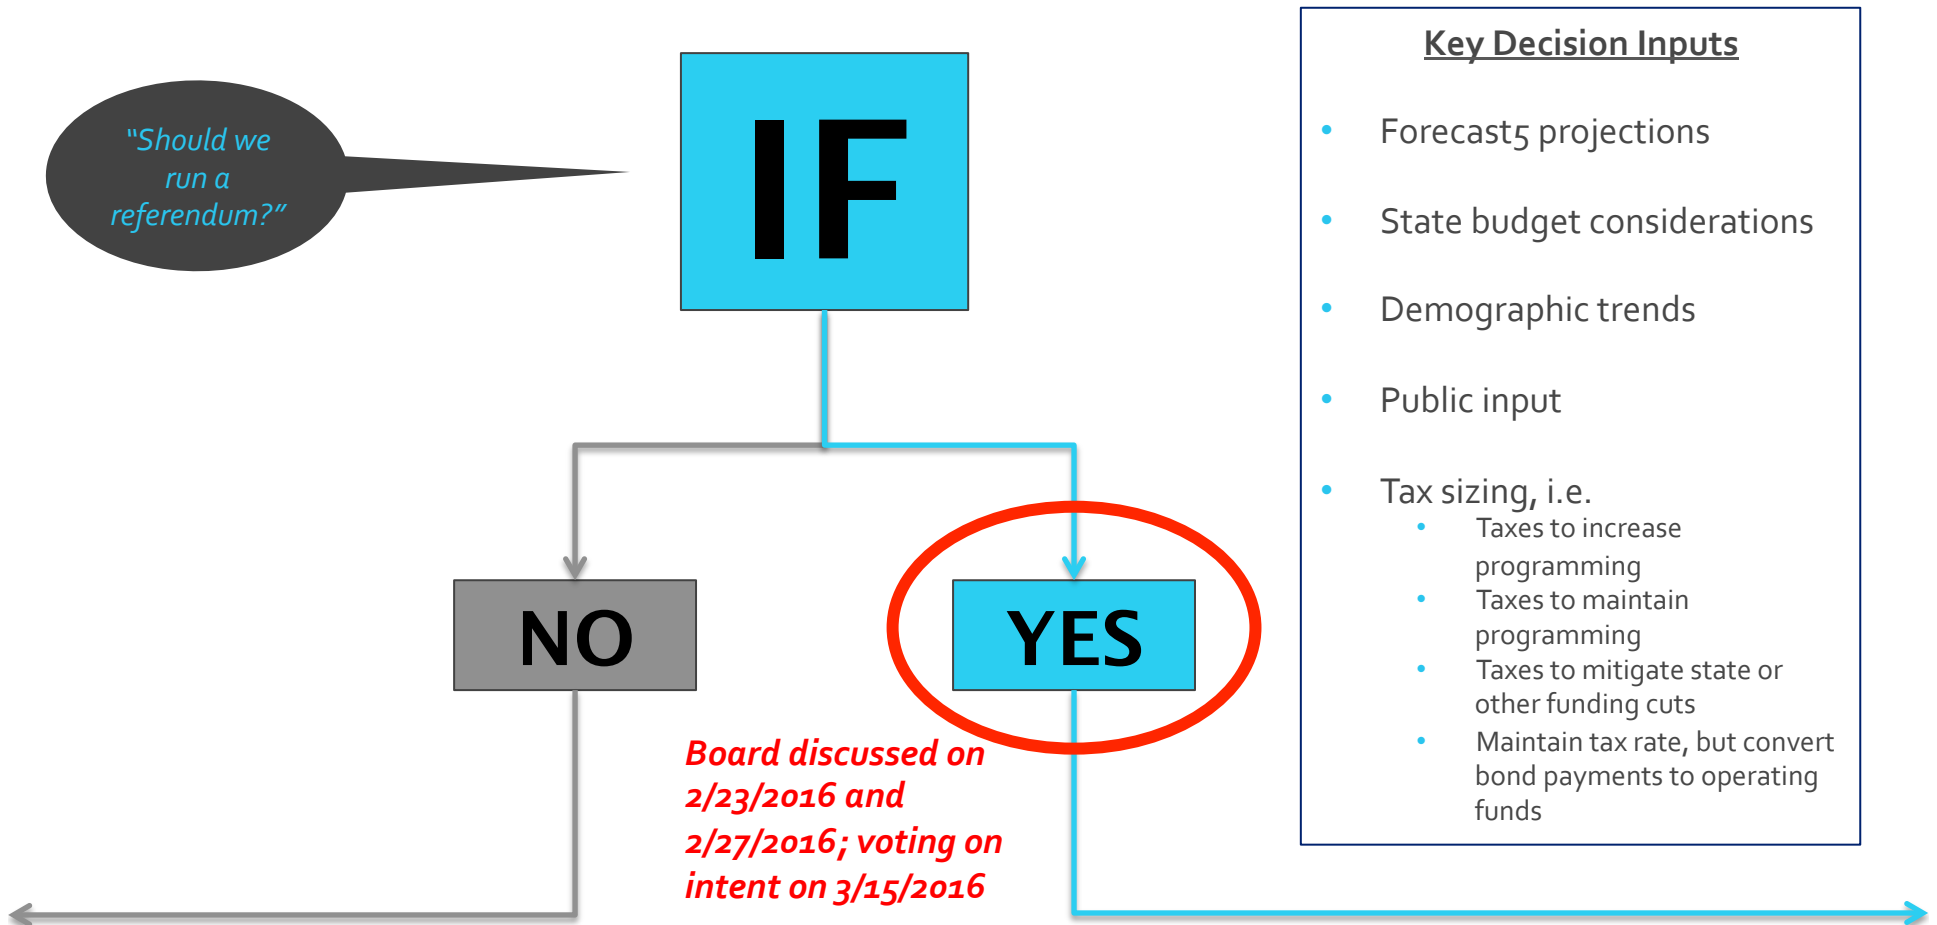 “Should we
run a
referendum?”
IF
NO
YES
Board discussed on
2/23/2016 and
2/27/2016; voting on
intent on 3/15/2016
Key Decision Inputs
• Forecast5 projections
• State budget considerations
• Demographic trends
• Public input
• Tax sizing, i.e.
• Taxes to increase
programming
• Taxes to maintain
programming
• Taxes to mitigate state or
other funding cuts
• Maintain tax rate, but convert
bond payments to operating
funds